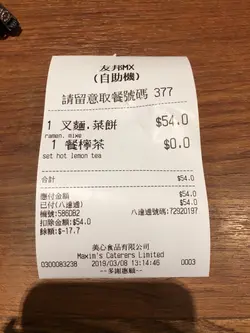 友邦MX
(自助機)
請留意取餐號碼 377
1 叉麵.菜餅 $54.0
ramen, mixe
1 餐檸茶 $0.0
set hot lemon tea
合計 $54.0
應付金額 $54.0
已付(八達通) $54.0
機號:5860B2 八達通號碼:72920197
扣除金額:$54.0
餘額:$-17.7
美心食品有限公司
Maxim's Caterers Limited
0300083238 2019/03/08 13:14:46 0003
--多謝惠顧--